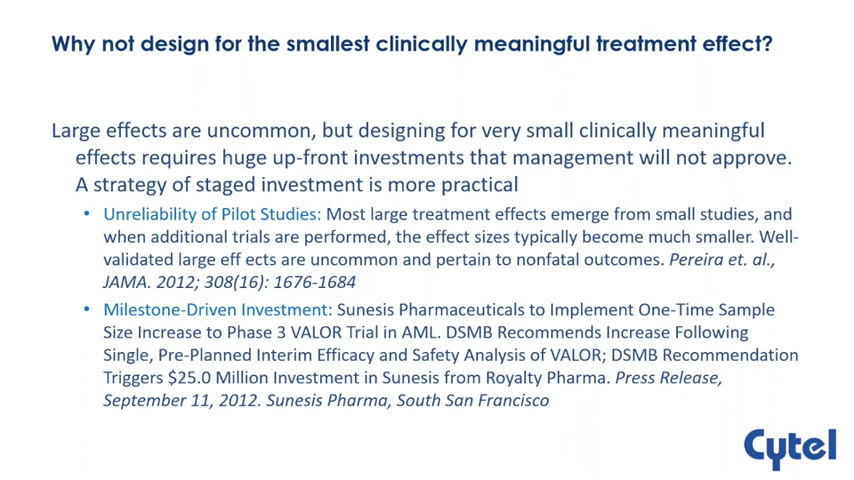 Why not design for the smallest clinically meaningful treatment effect?
Large effects are uncommon, but designing for very small clinically meaningful
effects requires huge up-front investments that management will not approve.
A strategy of staged investment is more practical
• Unreliability of Pilot Studies: Most large treatment effects emerge from small studies, and
when additional trials are performed, the effect sizes typically become much smaller. Well-
validated large eff ects are uncommon and pertain to nonfatal outcomes. Pereira et. al.,
JAMA. 2012; 308(16): 1676-1684
• Milestone-Driven Investment: Sunesis Pharmaceuticals to Implement One-Time Sample
Size Increase to Phase 3 VALOR Trial in AML. DSMB Recommends Increase Following
Single, Pre-Planned Interim Efficacy and Safety Analysis of VALOR; DSMB Recommendation
Triggers $25.0 Million Investment in Sunesis from Royalty Pharma. Press Release,
September 11, 2012. Sunesis Pharma, South San Francisco
Cytel